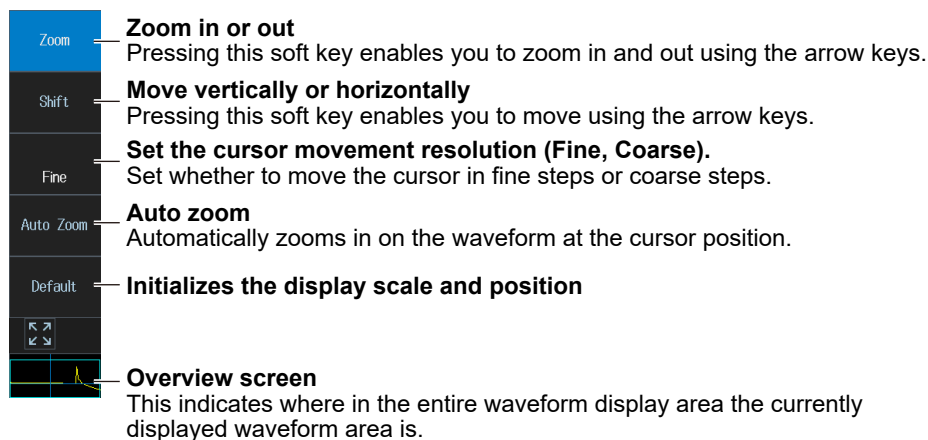 Zoom
Zoom in or out
Pressing this soft key enables you to zoom in and out using the arrow keys.
Shift
Move vertically or horizontally
Pressing this soft key enables you to move using the arrow keys.
Fine
Set the cursor movement resolution (Fine, Coarse).
Set whether to move the cursor in fine steps or coarse steps.
Auto Zoom
Auto zoom
Automatically zooms in on the waveform at the cursor position.
Default
Initializes the display scale and position
Overview screen
This indicates where in the entire waveform display area the currently
displayed waveform area is.